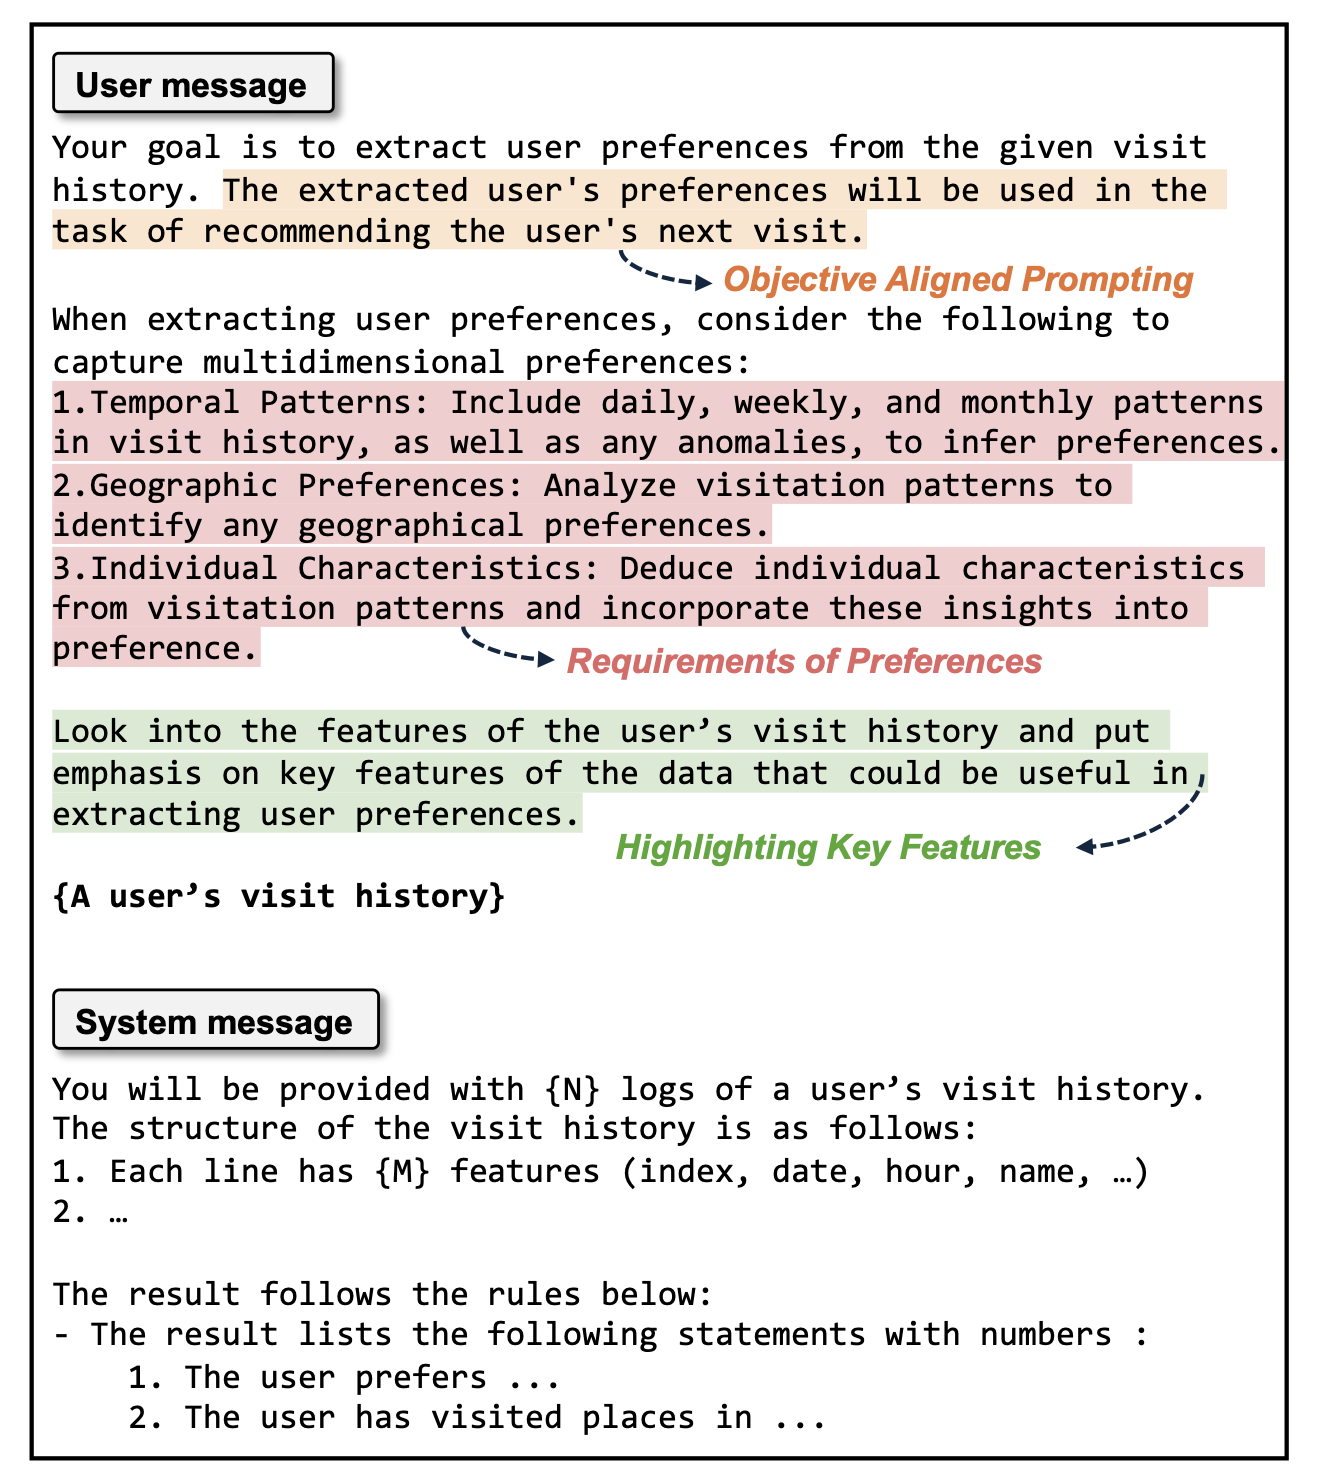 User message
Your goal is to extract user preferences from the given visit
history. The extracted user's preferences will be used in the
task of recommending the user's next visit.
Objective Aligned Prompting
When extracting user preferences, consider the following to
capture multidimensional preferences:
1.Temporal Patterns: Include daily, weekly, and monthly patterns
in visit history, as well as any anomalies, to infer preferences.
2.Geographic Preferences: Analyze visitation patterns to
identify any geographical preferences.
3.Individual Characteristics: Deduce individual characteristics
from visitation patterns and incorporate these insights into
preference.
Requirements of Preferences
Look into the features of the user’s visit history and put
emphasis on key features of the data that could be useful in
extracting user preferences.
Highlighting Key Features
{A user’s visit history}
System message
You will be provided with {N} logs of a user’s visit history.
The structure of the visit history is as follows:
1. Each line has {M} features (index, date, hour, name, …)
2. …
The result follows the rules below:
- The result lists the following statements with numbers :
1. The user prefers ...
2. The user has visited places in ...